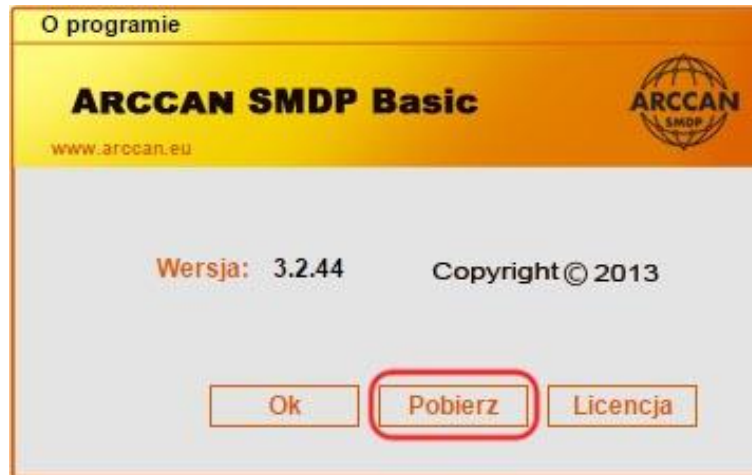 O programie
ARCCAN SMDP Basic
ARCCAN
SMDP
www.arccan.eu
Wersja: 3.2.44 Copyright © 2013
Ok Pobierz Licencja